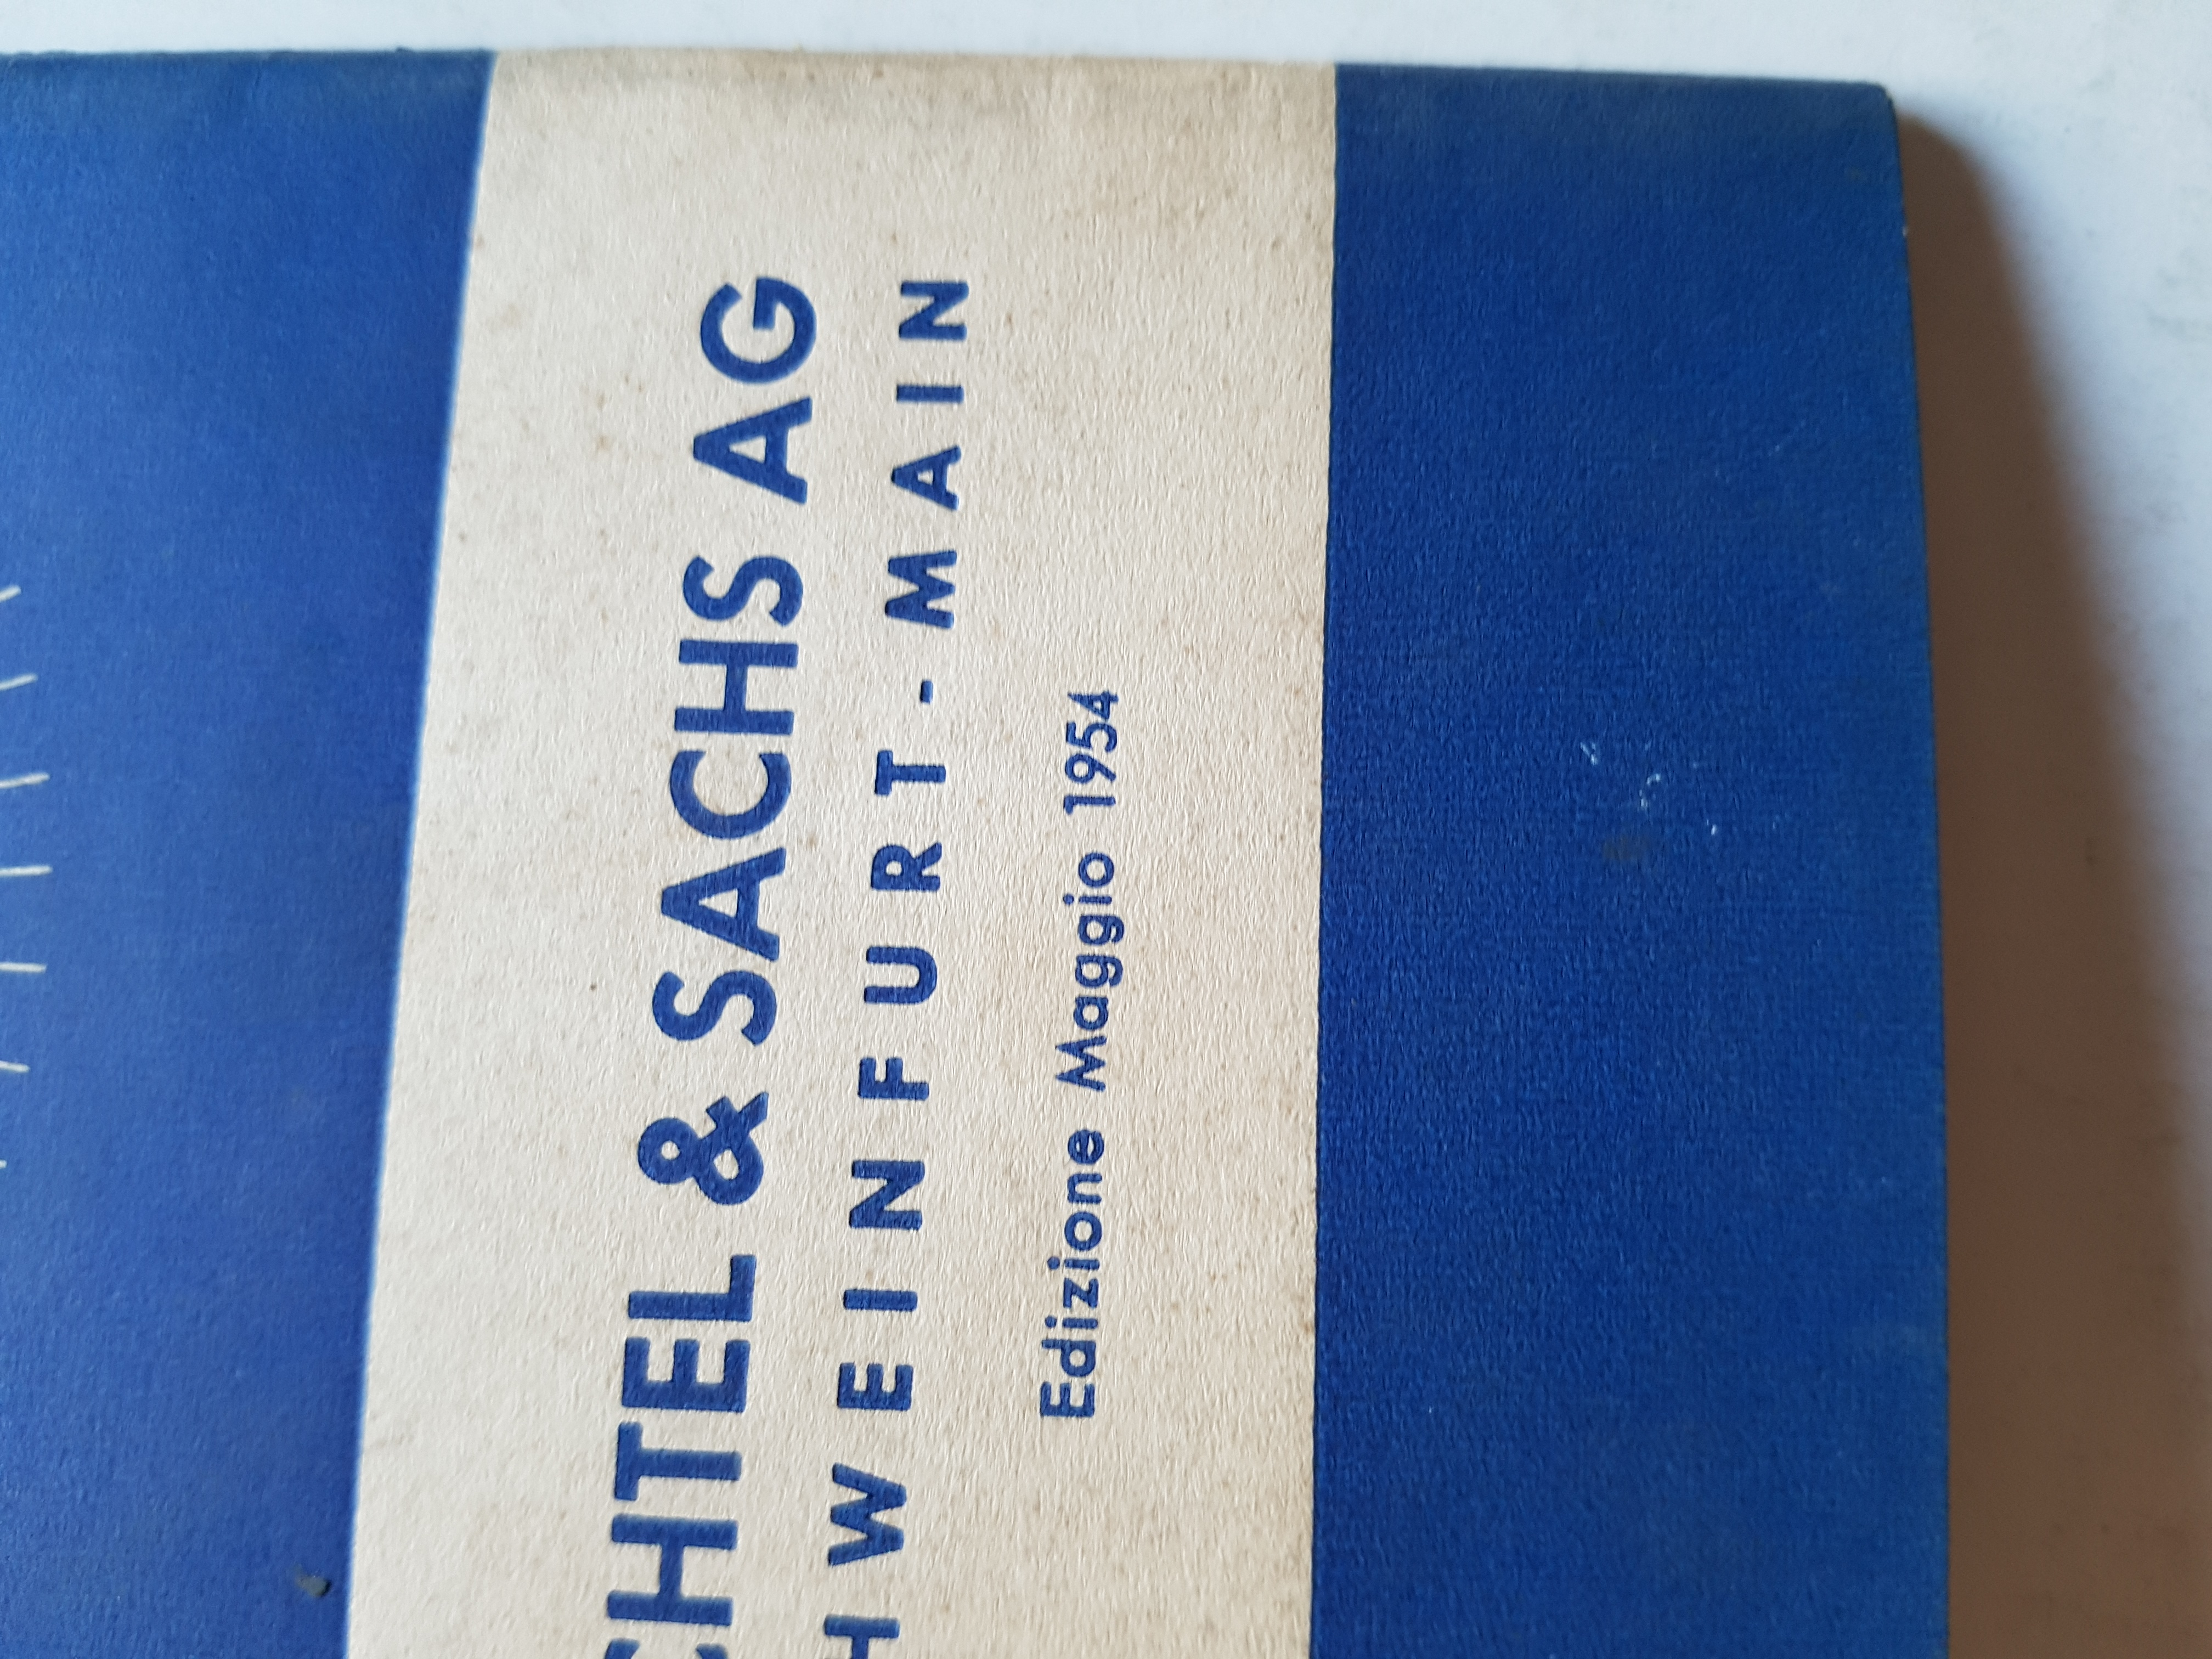 CHTEL & SACHS AG
HWEINFURT-MAIN
Edizione Maggio 1954